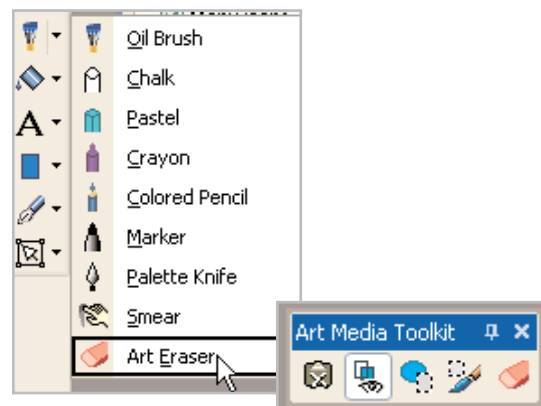 Oil Brush
Chalk
Pastel
Crayon
Colored Pencil
Marker
Palette Knife
Smear
Art Eraser
Art Media Toolkit